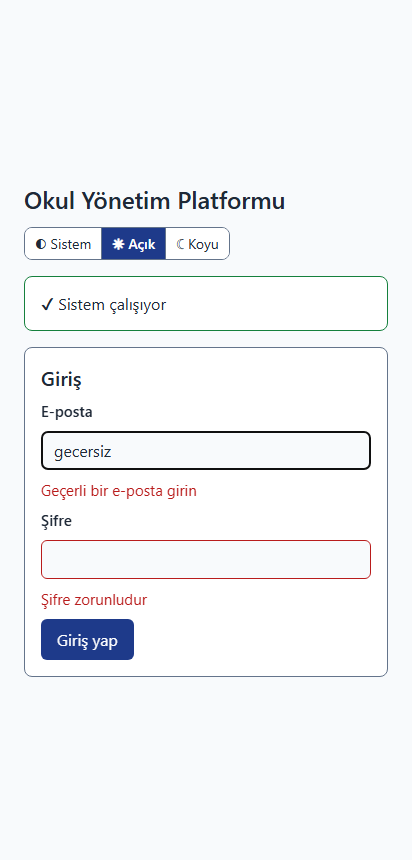 Okul Yönetim Platformu
◐ Sistem ✱ Açık ☾ Koyu
✓ Sistem çalışıyor
Giriş
E-posta
gecersiz
Geçerli bir e-posta girin
Şifre
Şifre zorunludur
Giriş yap